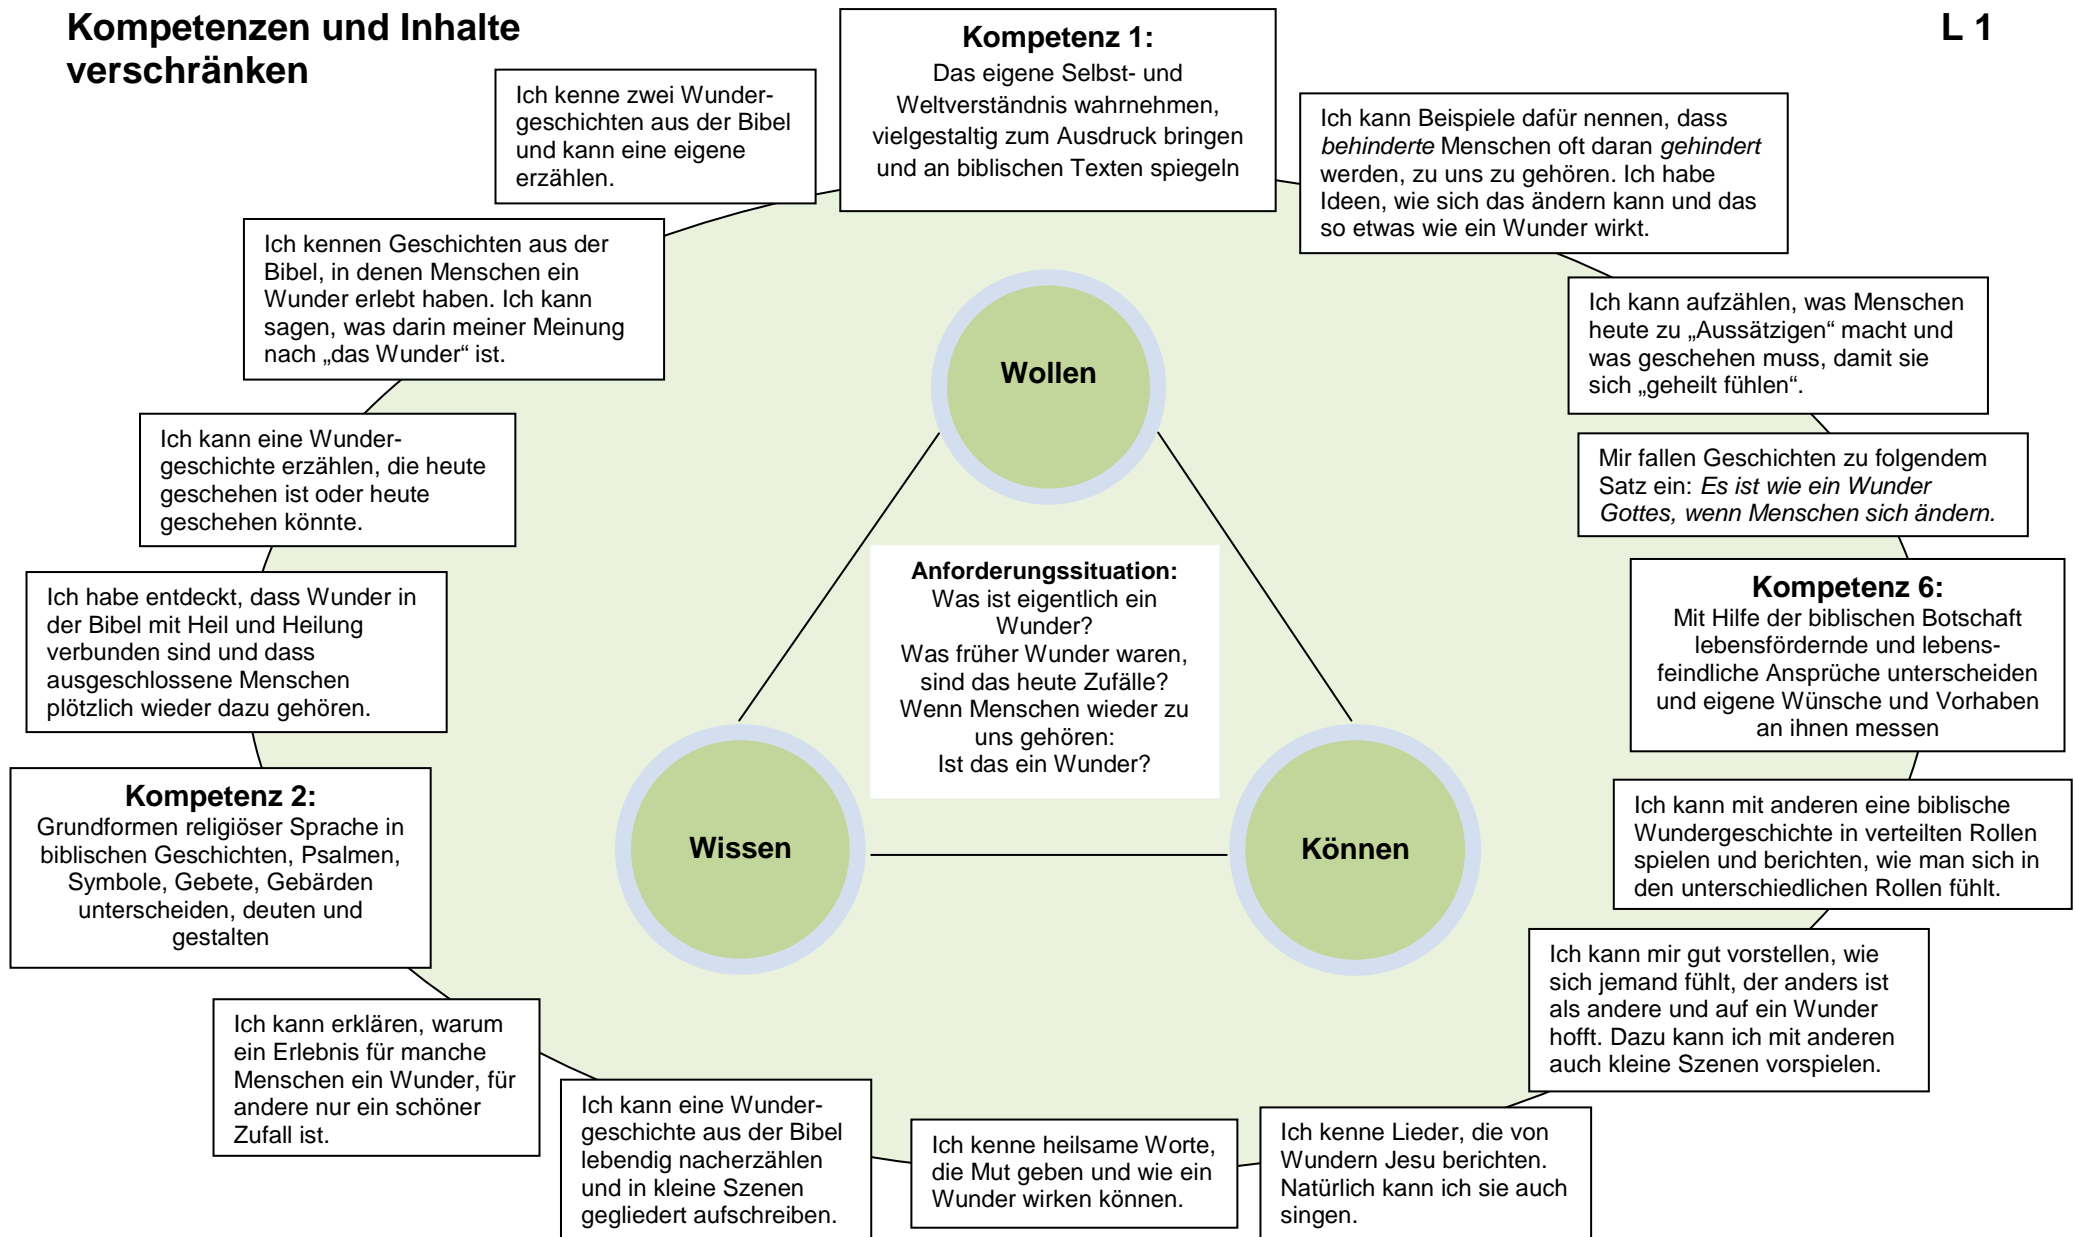 Kompetenzen und Inhalte
verschränken
L 1
Kompetenz 1:
Das eigene Selbst- und
Weltverständnis wahrnehmen,
vielgestaltig zum Ausdruck bringen
und an biblischen Texten spiegeln
Ich kenne zwei Wunder-
geschichten aus der Bibel
und kann eine eigene
erzählen.
Ich kann Beispiele dafür nennen, dass
behinderte Menschen oft daran gehindert
werden, zu uns zu gehören. Ich habe
Ideen, wie sich das ändern kann und das
so etwas wie ein Wunder wirkt.
Ich kennen Geschichten aus der
Bibel, in denen Menschen ein
Wunder erlebt haben. Ich kann
sagen, was darin meiner Meinung
nach „das Wunder“ ist.
Ich kann aufzählen, was Menschen
heute zu „Aussätzigen“ macht und
was geschehen muss, damit sie
sich „geheilt fühlen“.
Wollen
Ich kann eine Wunder-
geschichte erzählen, die heute
geschehen ist oder heute
geschehen könnte.
Mir fallen Geschichten zu folgendem
Satz ein: Es ist wie ein Wunder
Gottes, wenn Menschen sich ändern.
Anforderungssituation:
Was ist eigentlich ein
Wunder?
Was früher Wunder waren,
sind das heute Zufälle?
Wenn Menschen wieder zu
uns gehören:
Ist das ein Wunder?
Ich habe entdeckt, dass Wunder in
der Bibel mit Heil und Heilung
verbunden sind und dass
ausgeschlossene Menschen
plötzlich wieder dazu gehören.
Kompetenz 6:
Mit Hilfe der biblischen Botschaft
lebensfördernde und lebens-
feindliche Ansprüche unterscheiden
und eigene Wünsche und Vorhaben
an ihnen messen
Kompetenz 2:
Grundformen religiöser Sprache in
biblischen Geschichten, Psalmen,
Symbole, Gebete, Gebärden
unterscheiden, deuten und
gestalten
Wissen
Können
Ich kann mit anderen eine biblische
Wundergeschichte in verteilten Rollen
spielen und berichten, wie man sich in
den unterschiedlichen Rollen fühlt.
Ich kann mir gut vorstellen, wie
sich jemand fühlt, der anders ist
als andere und auf ein Wunder
hofft. Dazu kann ich mit anderen
auch kleine Szenen vorspielen.
Ich kann erklären, warum
ein Erlebnis für manche
Menschen ein Wunder, für
andere nur ein schöner
Zufall ist.
Ich kann eine Wunder-
geschichte aus der Bibel
lebendig nacherzählen
und in kleine Szenen
gegliedert aufschreiben.
Ich kenne heilsame Worte,
die Mut geben und wie ein
Wunder wirken können.
Ich kenne Lieder, die von
Wundern Jesu berichten.
Natürlich kann ich sie auch
singen.